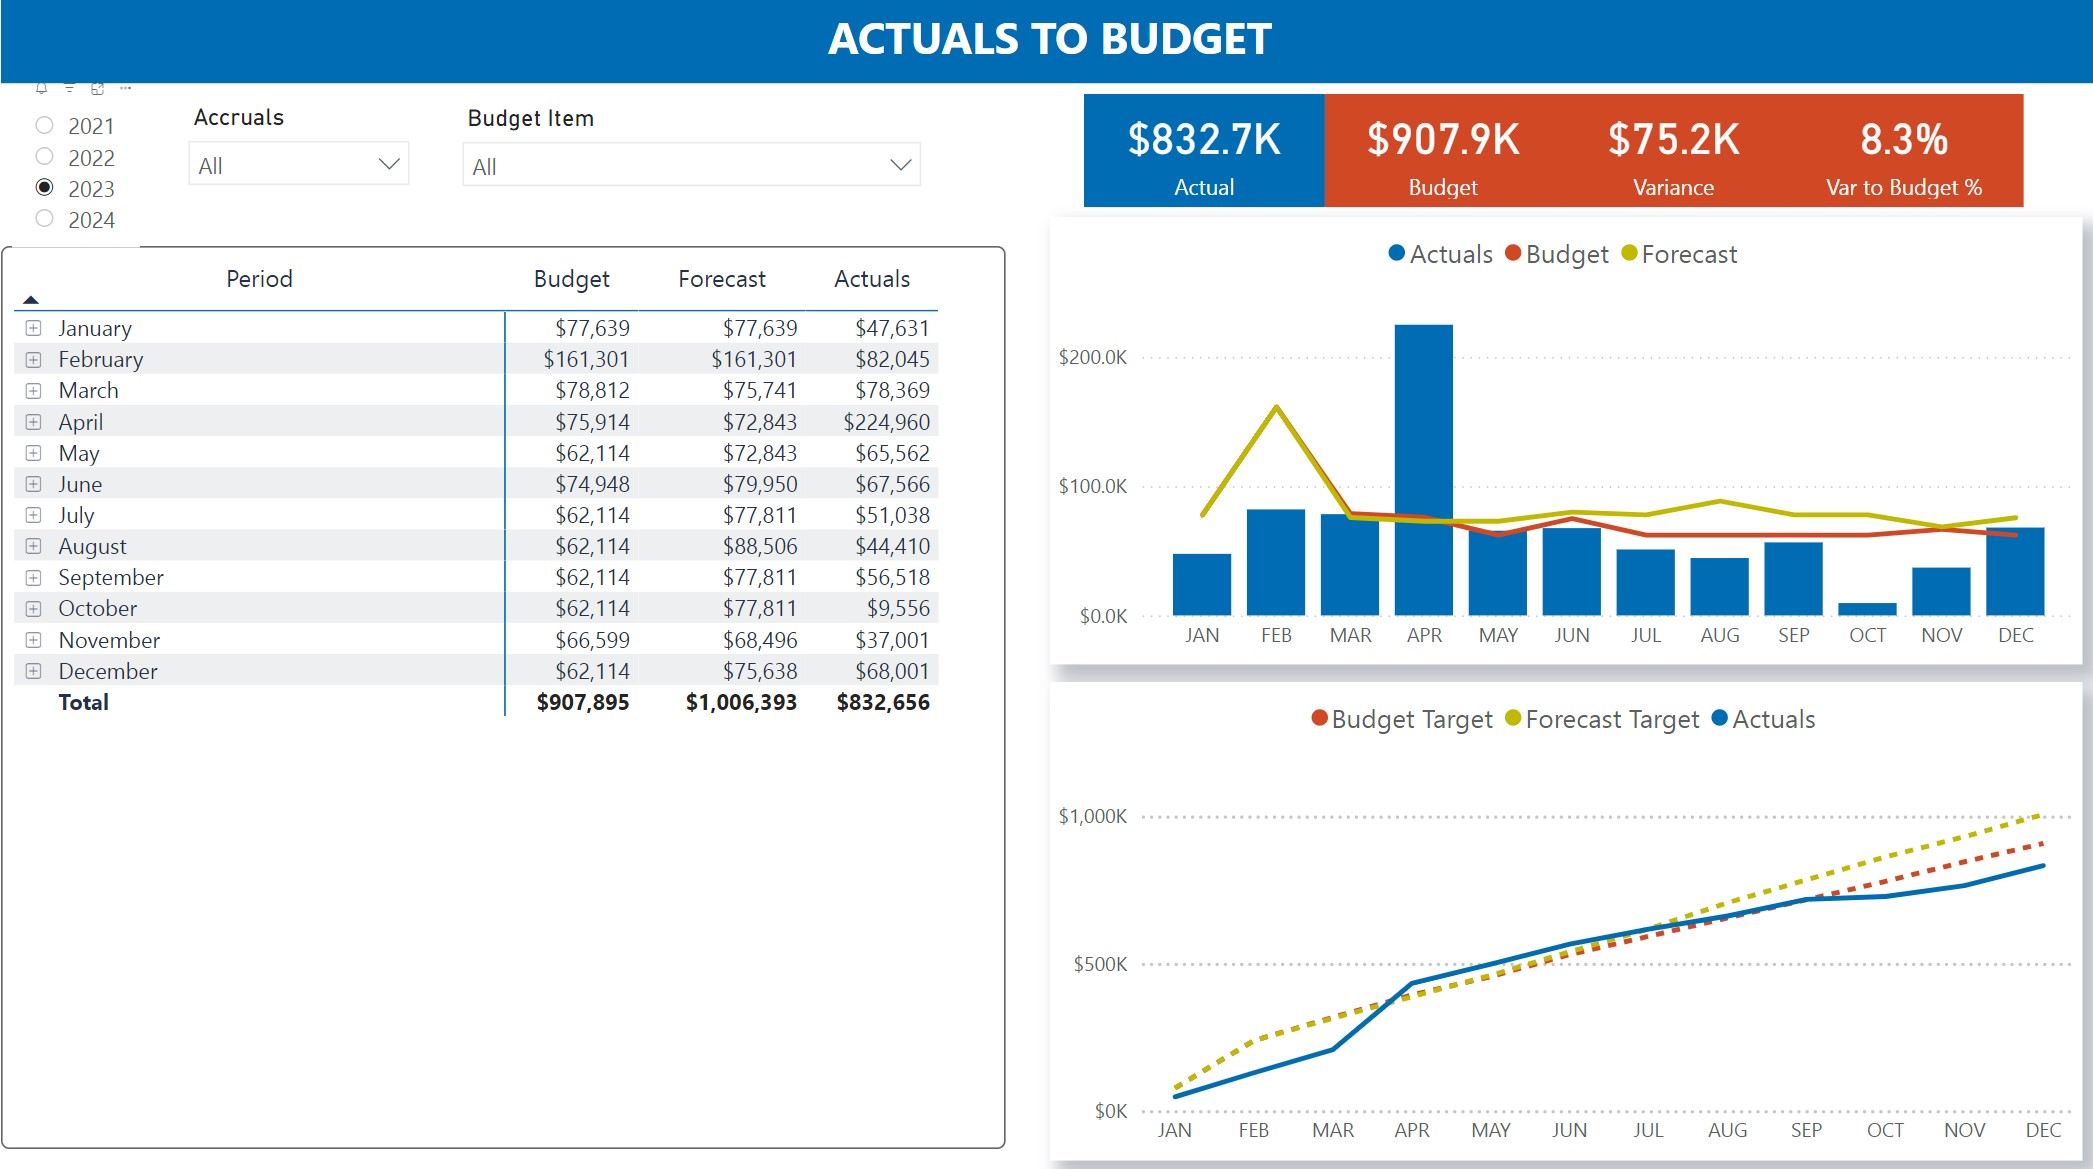 ACTUALS TO BUDGET
2021
2022
2023
2024
Accruals
All
Budget Item
All
$832.7K
Actual
$907.9K
Budget
$75.2K
Variance
8.3%
Var to Budget %
Period Budget Forecast Actuals
January $77,639 $77,639 $47,631
February $161,301 $161,301 $82,045
March $78,812 $75,741 $78,369
April $75,914 $72,843 $224,960
May $62,114 $72,843 $65,562
June $74,948 $79,950 $67,566
July $62,114 $77,811 $51,038
August $62,114 $88,506 $44,410
September $62,114 $77,811 $56,518
October $62,114 $77,811 $9,556
November $66,599 $68,496 $37,001
December $62,114 $75,638 $68,001
Total $907,895 $1,006,393 $832,656
Actuals Budget Forecast
$200.0K
$100.0K
$0.0K
JAN FEB MAR APR MAY JUN JUL AUG SEP OCT NOV DEC
Budget Target Forecast Target Actuals
$1,000K
$500K
$0K
JAN FEB MAR APR MAY JUN JUL AUG SEP OCT NOV DEC